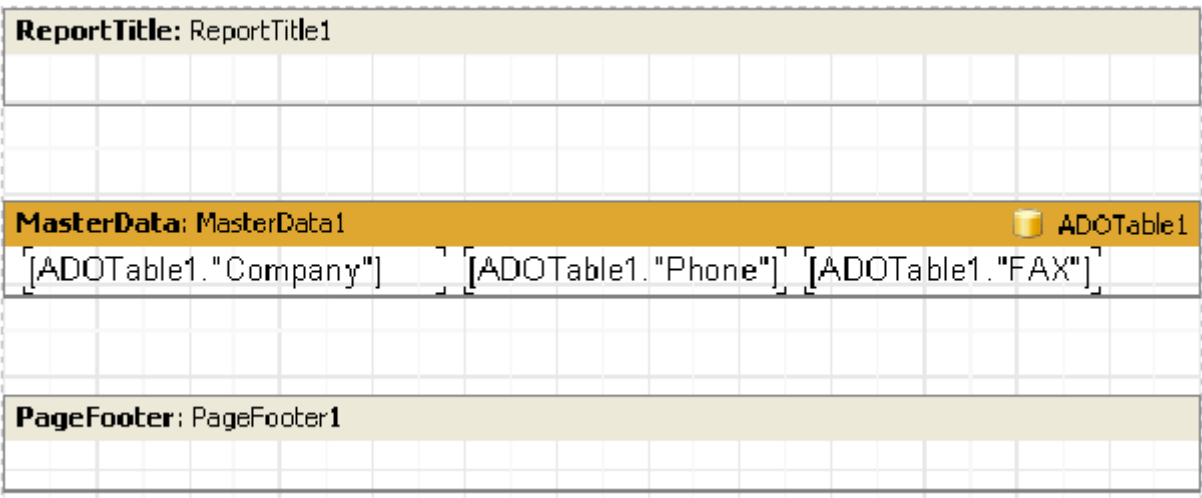 ReportTitle: ReportTitle1
MasterData: MasterData1 ADOTable1
[ADOTable1."Company"] [ADOTable1."Phone"] [ADOTable1."FAX"]
PageFooter: PageFooter1